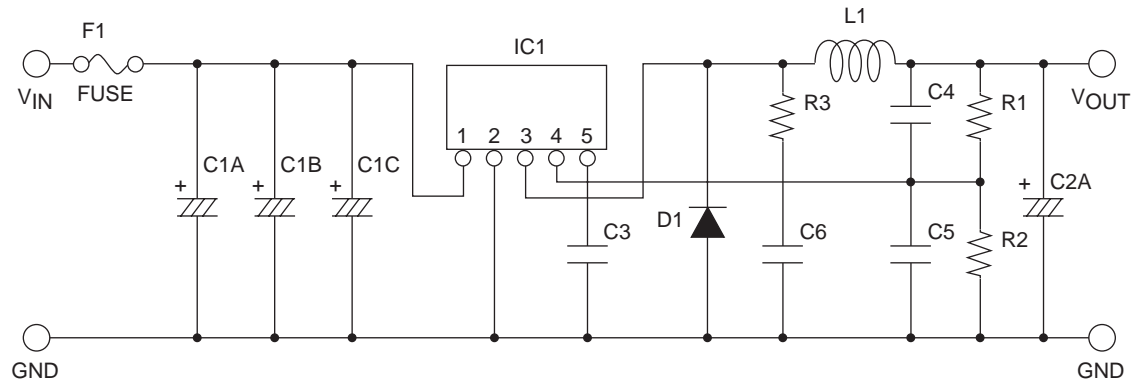 F1
FUSE
VIN
IC1
1 2 3 4 5
L1
VOUT
R3
C4
R1
C1A
C1B
C1C
+
+
+
+
C2A
D1
C3
C6
C5
R2
GND
GND